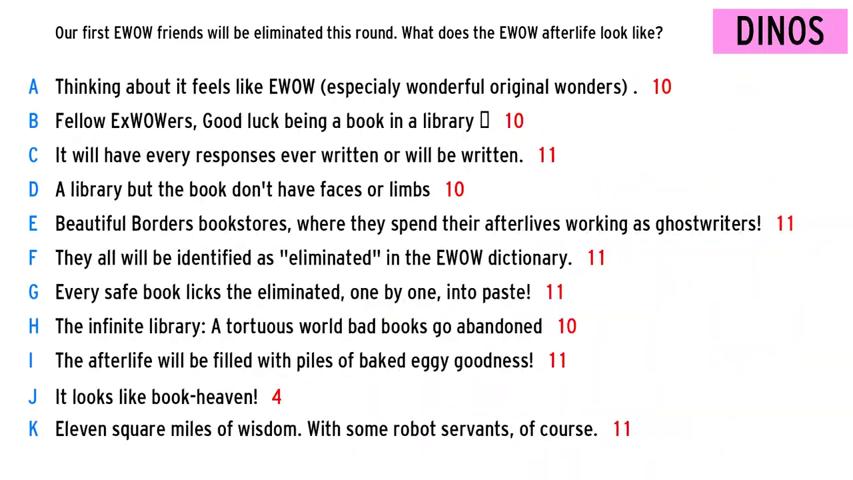 Our first EWOW friends will be eliminated this round. What does the EWOW afterlife look like?
DINOS
A Thinking about it feels like EWOW (especialy wonderful original wonders) . 10
B Fellow ExWOWers, Good luck being a book in a library ▯ 10
C It will have every responses ever written or will be written. 11
D A library but the book don't have faces or limbs 10
E Beautiful Borders bookstores, where they spend their afterlives working as ghostwriters! 11
F They all will be identified as "eliminated" in the EWOW dictionary. 11
G Every safe book licks the eliminated, one by one, into paste! 11
H The infinite library: A tortuous world bad books go abandoned 10
I The afterlife will be filled with piles of baked eggy goodness! 11
J It looks like book-heaven! 4
K Eleven square miles of wisdom. With some robot servants, of course. 11